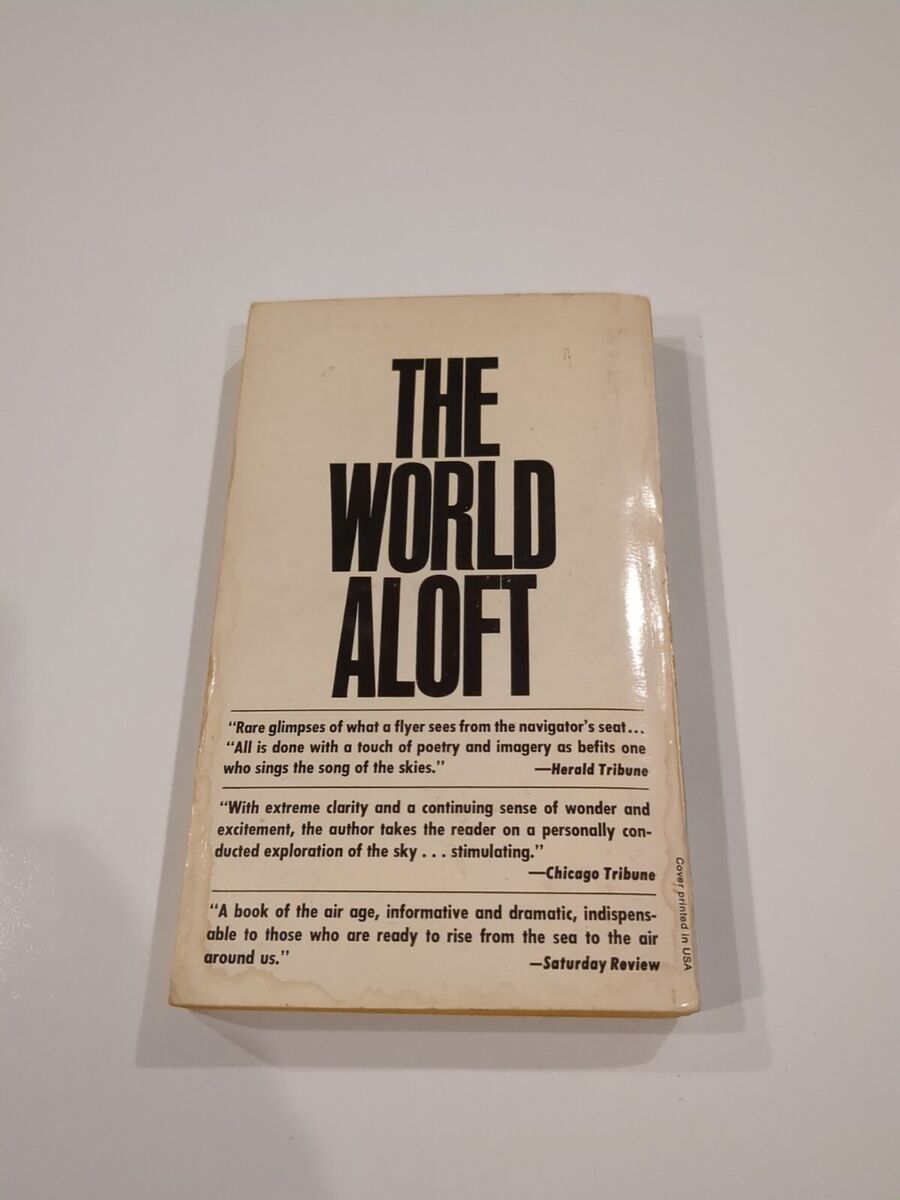 THE
WORLD
ALOFT
“Rare glimpses of what a flyer sees from the navigator’s seat...
“All is done with a touch of poetry and imagery as befits one
who sings the song of the skies.” —Herald Tribune
“With extreme clarity and a continuing sense of wonder and
excitement, the author takes the reader on a personally con-
ducted exploration of the sky . . . stimulating.”
—Chicago Tribune
“A book of the air age, informative and dramatic, indispens-
able to those who are ready to rise from the sea to the air
around us.” —Saturday Review
Cover printed in USA